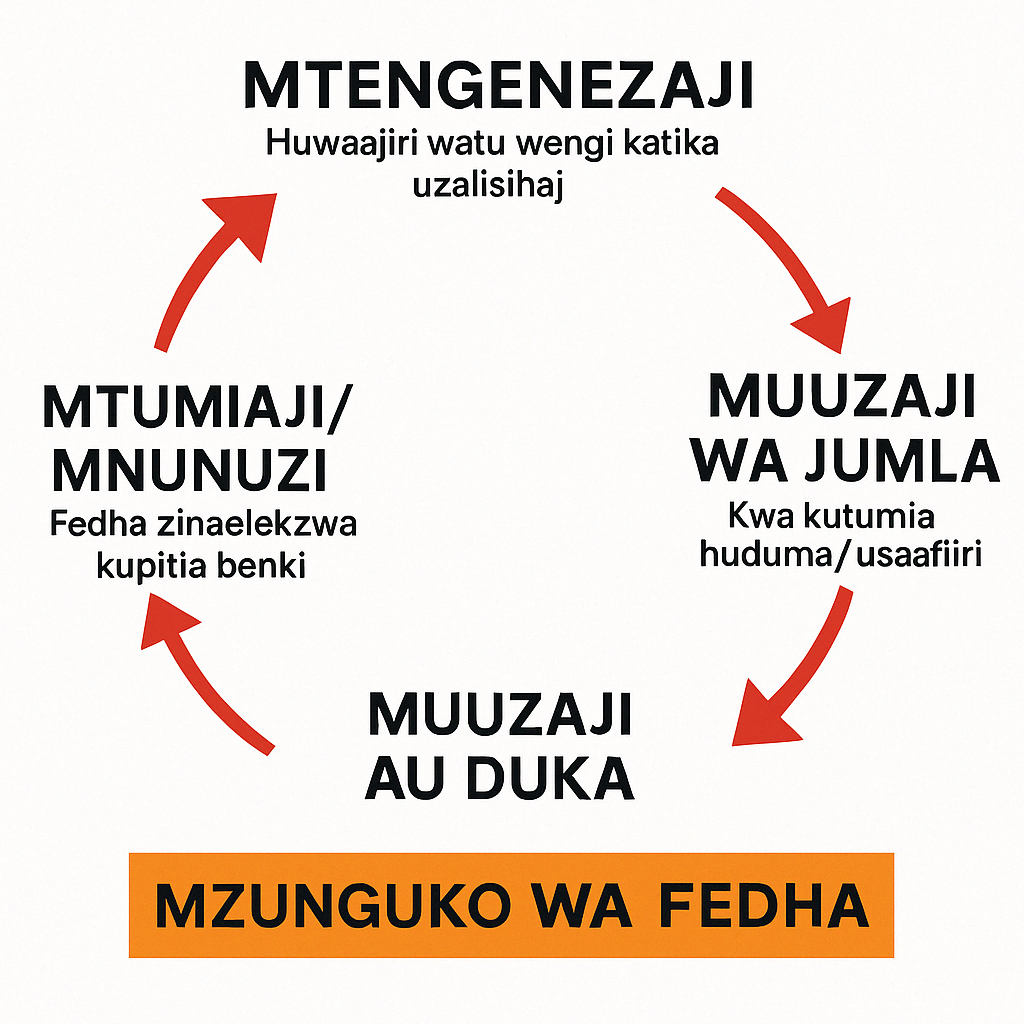 MTENGENEZAJI
Huwaajiri watu wengi katika
uzalisihaj
MUUZAJI
WA JUMLA
Kwa kutumia
huduma/usaafiiri
MUUZAJI
AU DUKA
MTUMIAJI/
MNUNUZI
Fedha zinaelekzwa
kupitia benki
MZUNGUKO WA FEDHA